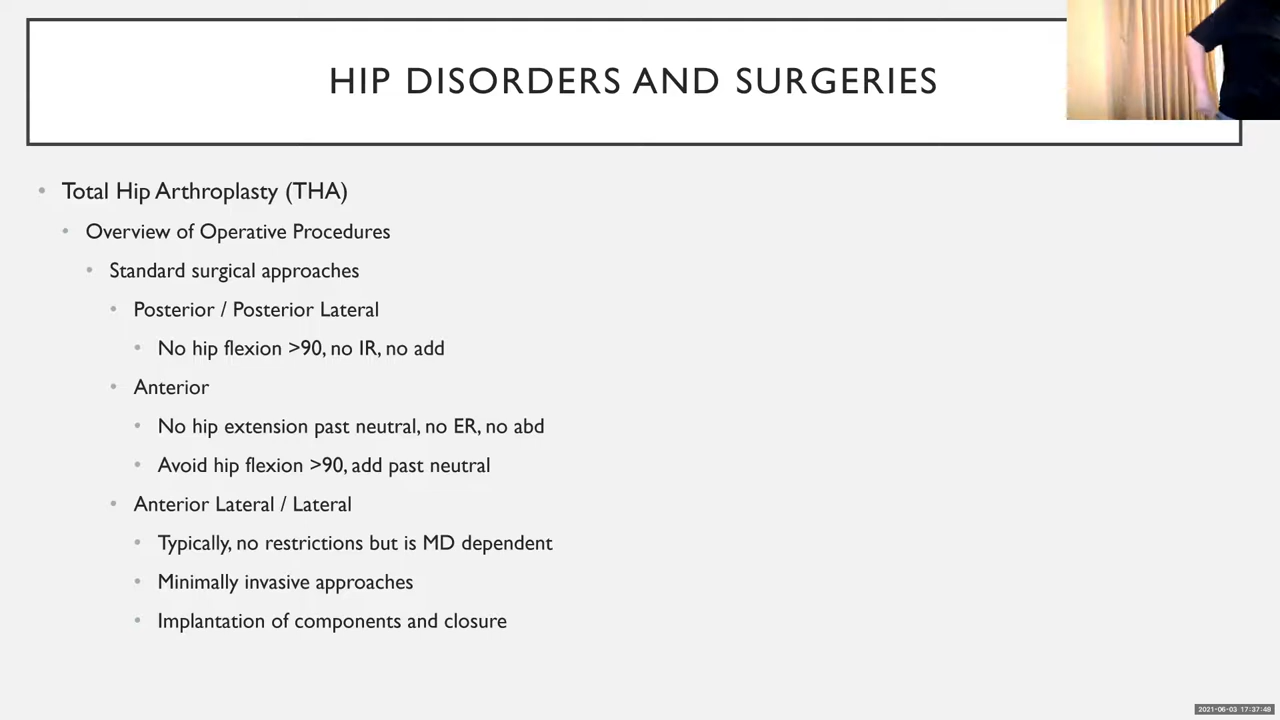 HIP DISORDERS AND SURGERIES
• Total Hip Arthroplasty (THA)
• Overview of Operative Procedures
• Standard surgical approaches
• Posterior / Posterior Lateral
• No hip flexion >90, no IR, no add
• Anterior
• No hip extension past neutral, no ER, no abd
• Avoid hip flexion >90, add past neutral
• Anterior Lateral / Lateral
• Typically, no restrictions but is MD dependent
• Minimally invasive approaches
• Implantation of components and closure
2021-06-03 17:37:48